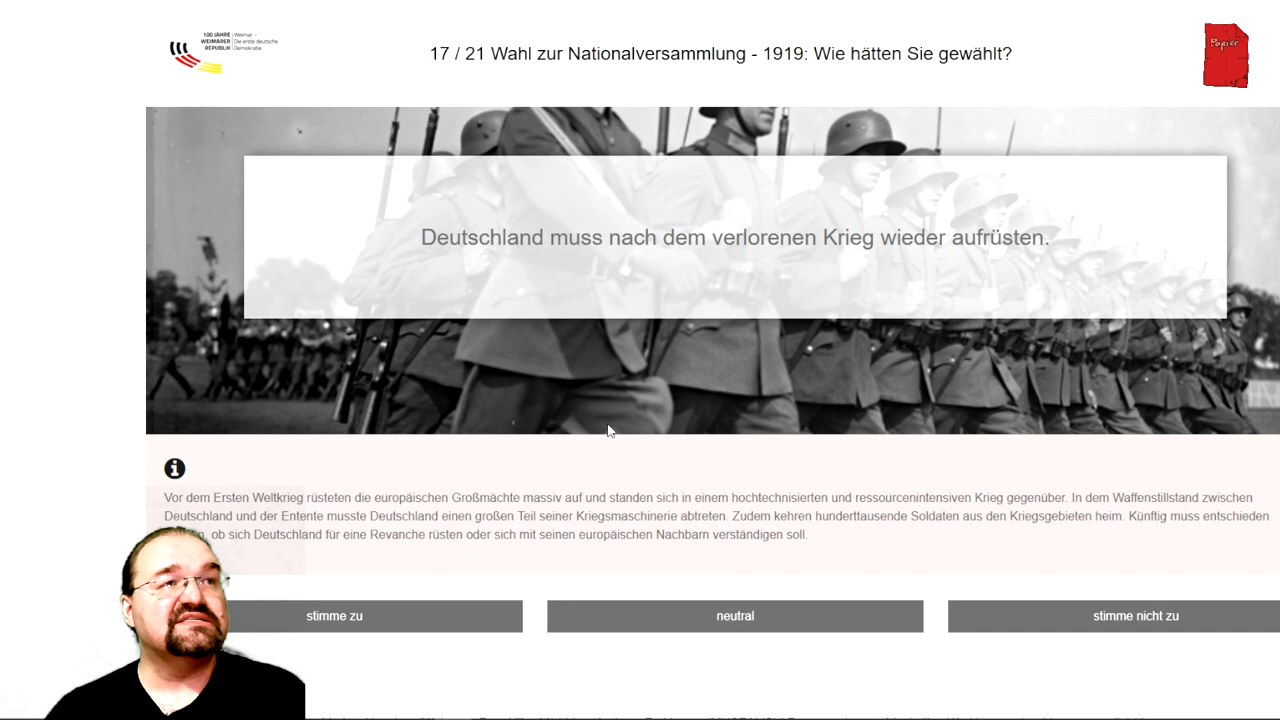 100 JAHRE
WEIMARER
REPUBLIK
Weimar –
Die erste deutsche
Demokratie
17 / 21 Wahl zur Nationalversammlung - 1919: Wie hätten Sie gewählt?
Papier
Deutschland muss nach dem verlorenen Krieg wieder aufrüsten.
Vor dem Ersten Weltkrieg rüsteten die europäischen Großmächte massiv auf und standen sich in einem hochtechnisierten und ressourcenintensiven Krieg gegenüber. In dem Waffenstillstand zwischen
Deutschland und der Entente musste Deutschland einen großen Teil seiner Kriegsmaschinerie abtreten. Zudem kehren hunderttausende Soldaten aus den Kriegsgebieten heim. Künftig muss entschieden
ob sich Deutschland für eine Revanche rüsten oder sich mit seinen europäischen Nachbarn verständigen soll.
stimme zu
neutral
stimme nicht zu